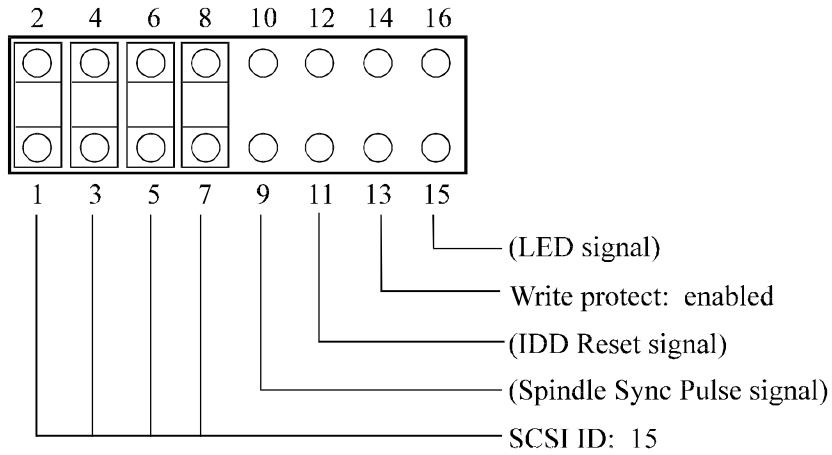 2 4 6 8 10 12 14 16
1 3 5 7 9 11 13 15
(LED signal)
Write protect: enabled
(IDD Reset signal)
(Spindle Sync Pulse signal)
SCSI ID: 15